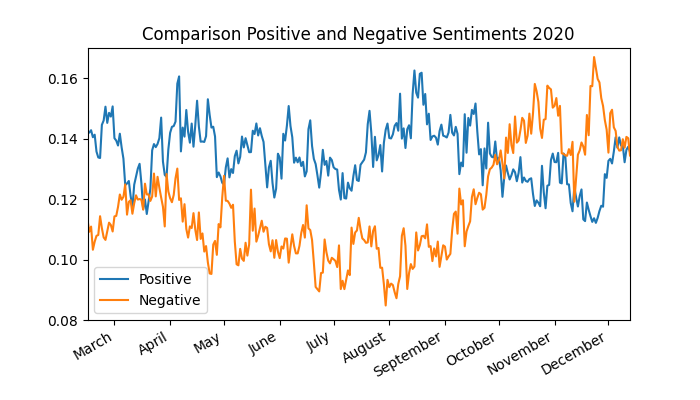 Comparison Positive and Negative Sentiments 2020
0.16
0.14
0.12
0.10
0.08
Positive
Negative
March
April
May
June
July
August
September
October
November
December